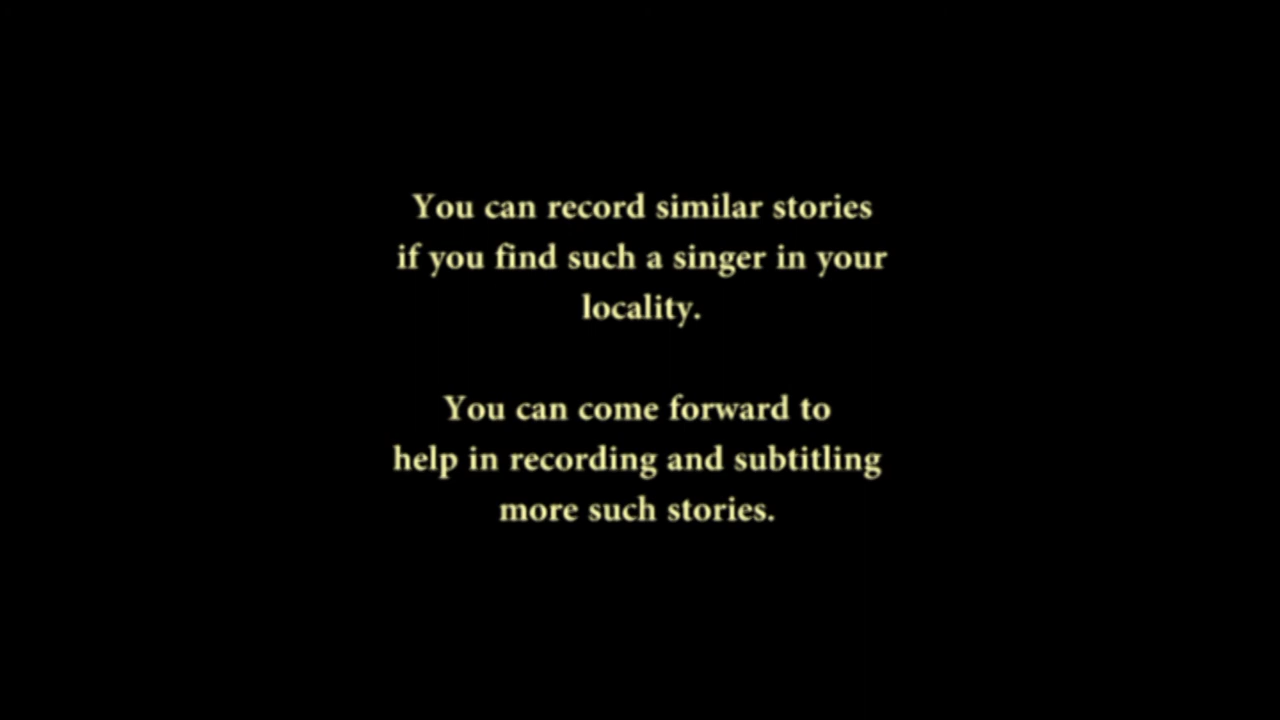 You can record similar stories
if you find such a singer in your
locality.
You can come forward to
help in recording and subtitling
more such stories.